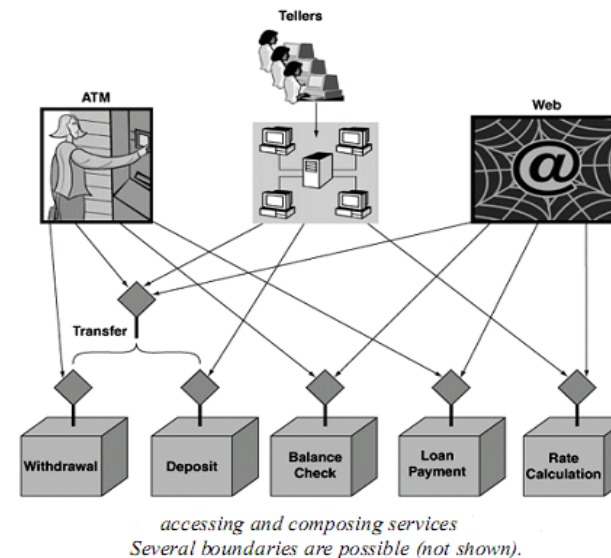 Tellers
ATM
Web
@
Transfer
Withdrawal
Deposit
Balance
Check
Loan
Payment
Rate
Calculation
accessing and composing services
Several boundaries are possible (not shown).